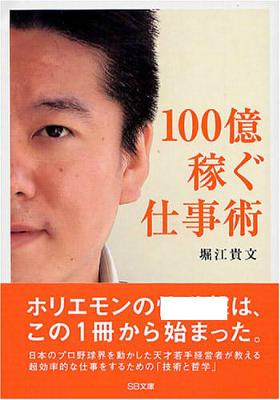 100億
稼ぐ
仕事術
堀江貴文
ホリエモンの は、
この1冊から始まった。
日本のプロ野球界を動かした天才若手経営者が教える
超効率的な仕事をするための「技術と哲学」
SB文庫